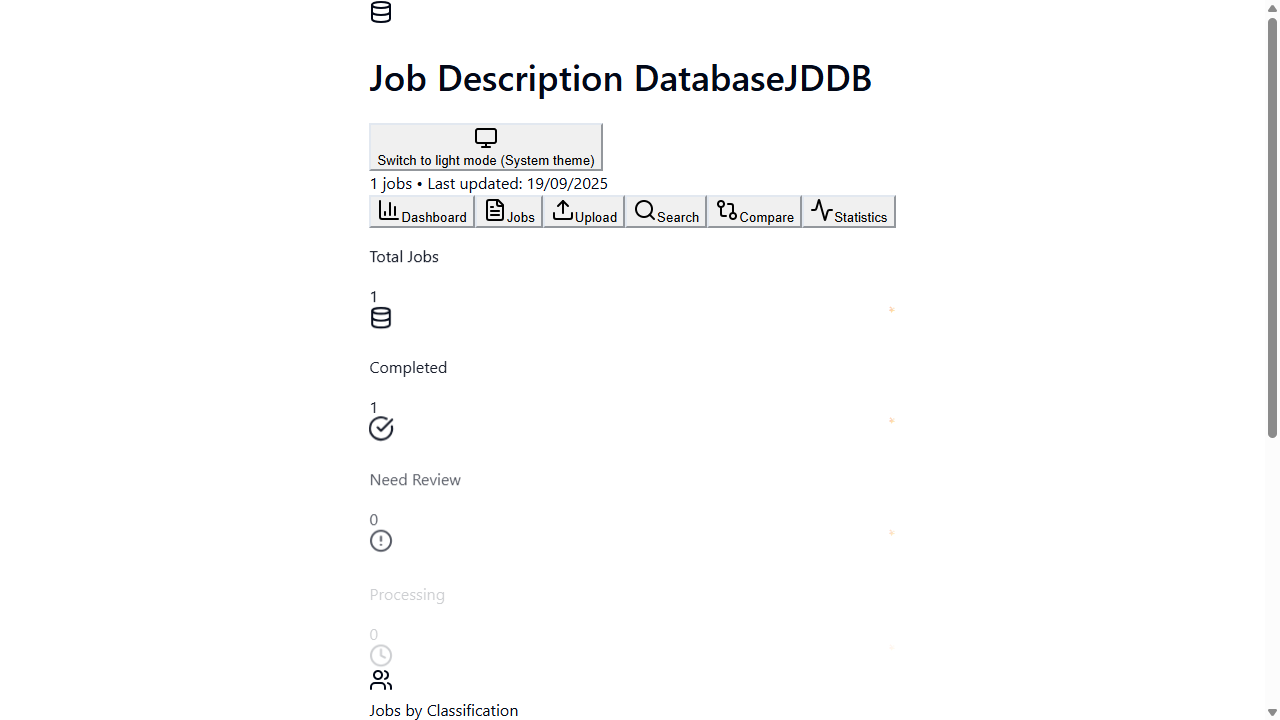 Job Description DatabaseJDDB
Switch to light mode (System theme)
1 jobs • Last updated: 19/09/2025
Dashboard Jobs Upload Search Compare Statistics
Total Jobs
1
Completed
1
Need Review
0
Processing
0
Jobs by Classification